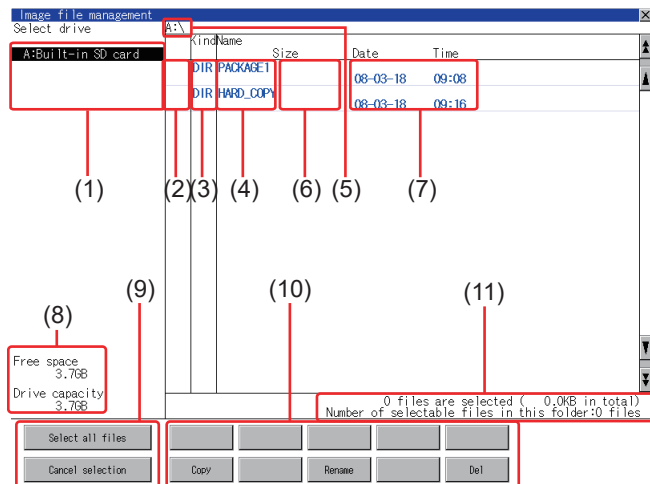 Image file management
Select drive
A:\
Kind Name
Size Date Time
A:Built-in SD card
DIR PACKAGE1
08-03-18 09:08
DIR HARD_COPY
08-03-18 09:16
(1) (2) (3) (4) (6) (5) (7)
(9) (10) (11)
(8)
Free space
3.7GB
Drive capacity
3.7GB
0 files are selected ( 0.0KB in total)
Number of selectable files in this folder:0 files
Select all files
Cancel selection Copy Rename Del